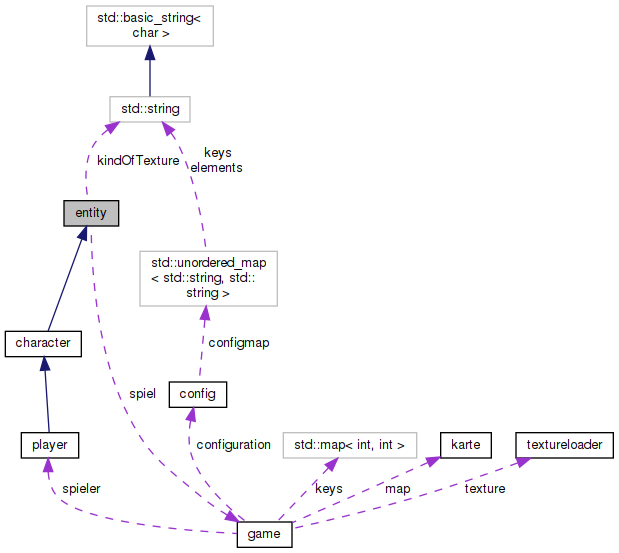 std::basic_string<
char >
std::string
kindOfTexture
keys
elements
entity
std::unordered_map
< std::string, std::
string >
character
configmap
spiel
config
player
configuration
std::map< int, int >
karte
textureloader
spieler
keys
map
texture
game